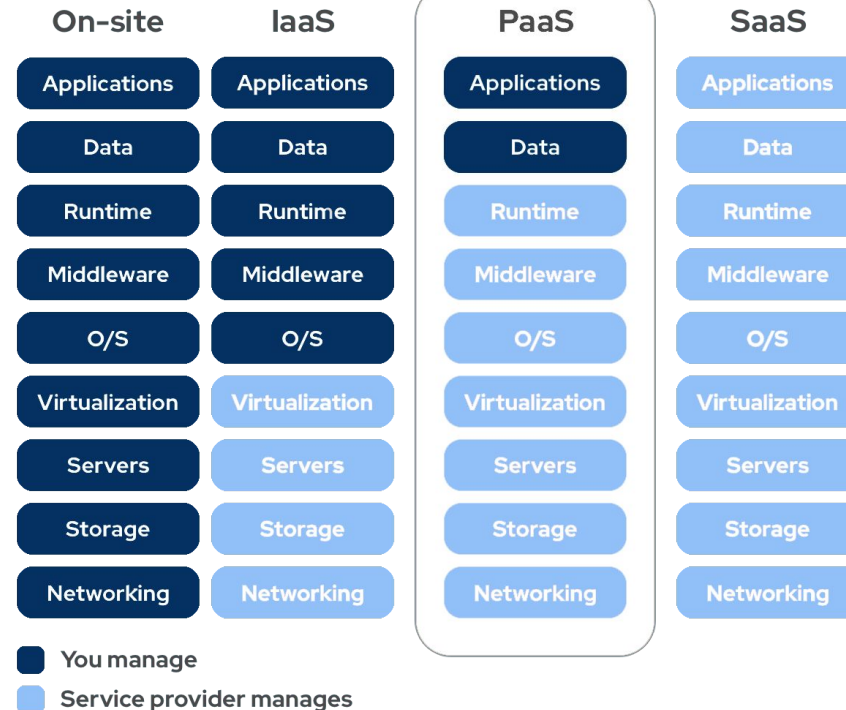 On-site IaaS PaaS SaaS
Applications Applications Applications Applications
Data Data Data Data
Runtime Runtime Runtime Runtime
Middleware Middleware Middleware Middleware
O/S O/S O/S O/S
Virtualization Virtualization Virtualization Virtualization
Servers Servers Servers Servers
Storage Storage Storage Storage
Networking Networking Networking Networking
You manage
Service provider manages